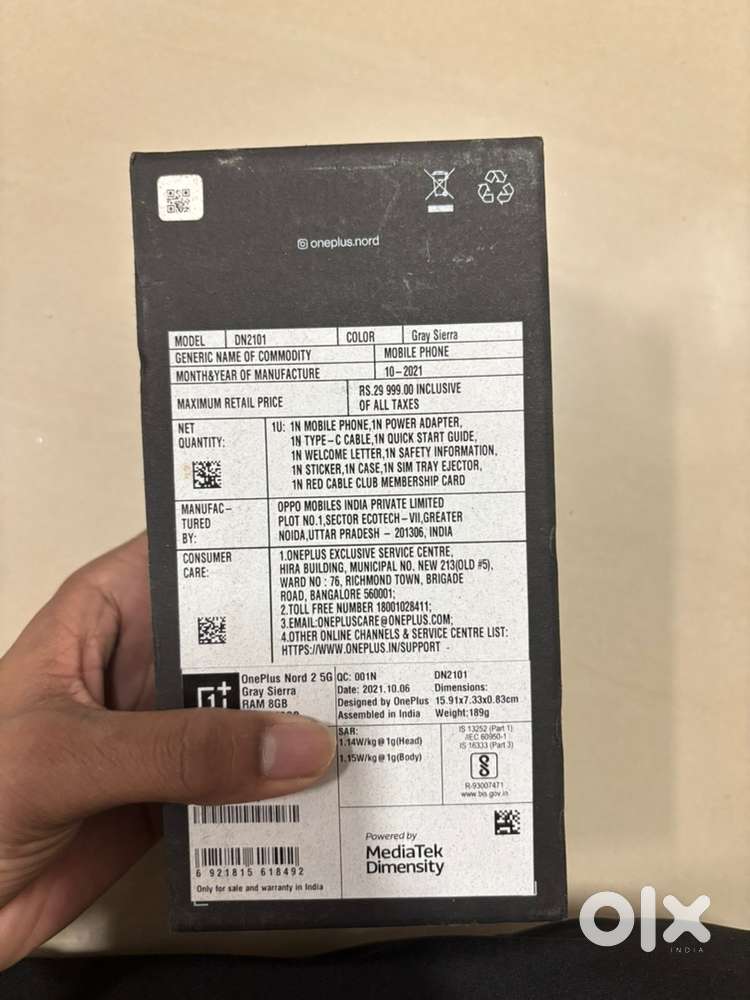 oneplus.nord
MODEL DN2101 COLOR Gray Sierra
GENERIC NAME OF COMMODITY MOBILE PHONE
MONTH&YEAR OF MANUFACTURE 10-2021
MAXIMUM RETAIL PRICE RS.29 999.00 INCLUSIVE
OF ALL TAXES
NET
QUANTITY:
1U: 1N MOBILE PHONE,1N POWER ADAPTER,
1N TYPE-C CABLE,1N QUICK START GUIDE,
1N WELCOME LETTER,1N SAFETY INFORMATION,
1N STICKER,1N CASE,1N SIM TRAY EJECTOR,
1N RED CABLE CLUB MEMBERSHIP CARD
MANUFAC-
TURED
BY:
OPPO MOBILES INDIA PRIVATE LIMITED
PLOT NO.1,SECTOR ECOTECH-VII,GREATER
NOIDA,UTTAR PRADESH - 201306, INDIA
CONSUMER
CARE:
1.ONEPLUS EXCLUSIVE SERVICE CENTRE,
HIRA BUILDING, MUNICIPAL NO. NEW 213(OLD #5),
WARD NO : 76, RICHMOND TOWN, BRIGADE
ROAD, BANGALORE 560001;
2.TOLL FREE NUMBER 18001028411;
3.EMAIL:ONEPLUSCARE@ONEPLUS.COM;
4.OTHER ONLINE CHANNELS & SERVICE CENTRE LIST:
HTTPS://WWW.ONEPLUS.IN/SUPPORT -
OnePlus Nord 2 5G
Gray Sierra
RAM 8GB
QC: 001N
Date: 2021.10.06
Designed by OnePlus
Assembled in India
DN2101
Dimensions:
15.91x7.33x0.83cm
Weight:189g
SAR:
1.14W/kg@1g(Head)
1.15W/kg@1g(Body)
IS 13252 (Part 1)
/IEC 60950-1
IS 16333 (Part 3)
R-93007471
www.bis.gov.in
6 921815 618492
Only for sale and warranty in India
Powered by
MediaTek
Dimensity
olx
INDIA